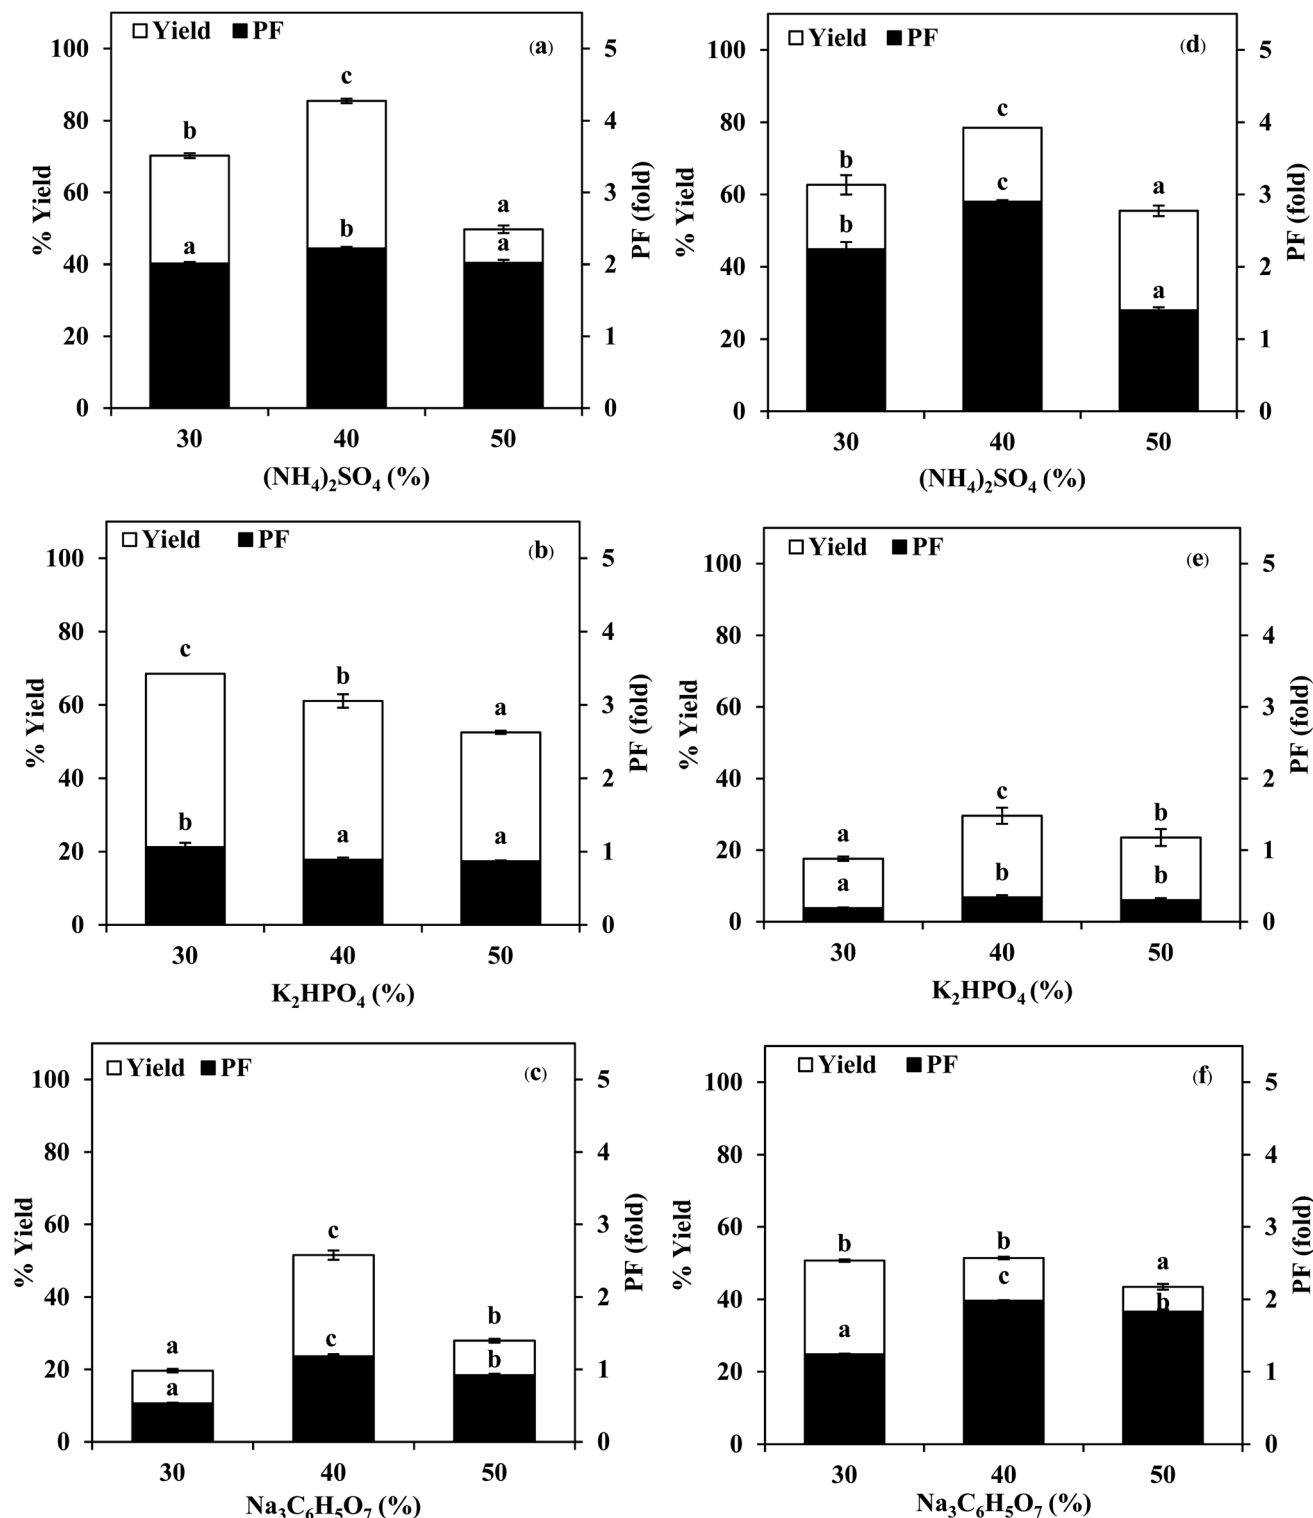 Yield PF (a)
100
80
60
40
20
0
% Yield
c
b
a
a
b
a
5
4
3
2
1
0
PF (fold)
30 40 50
(NH₄)₂SO₄ (%)
Yield PF (d)
100
80
60
40
20
0
% Yield
c
b
a
c
b
a
5
4
3
2
1
0
PF (fold)
30 40 50
(NH₄)₂SO₄ (%)
Yield PF (b)
100
80
60
40
20
0
% Yield
c
b
a
b
a
a
5
4
3
2
1
0
PF (fold)
30 40 50
K₂HPO₄ (%)
Yield PF (e)
100
80
60
40
20
0
% Yield
a
c
b
a
b
b
5
4
3
2
1
0
PF (fold)
30 40 50
K₂HPO₄ (%)
Yield PF (c)
100
80
60
40
20
0
% Yield
a
c
b
a
c
b
5
4
3
2
1
0
PF (fold)
30 40 50
Na₃C₆H₅O₇ (%)
Yield PF (f)
100
80
60
40
20
0
% Yield
b
b
a
a
c
b
5
4
3
2
1
0
PF (fold)
30 40 50
Na₃C₆H₅O₇ (%)